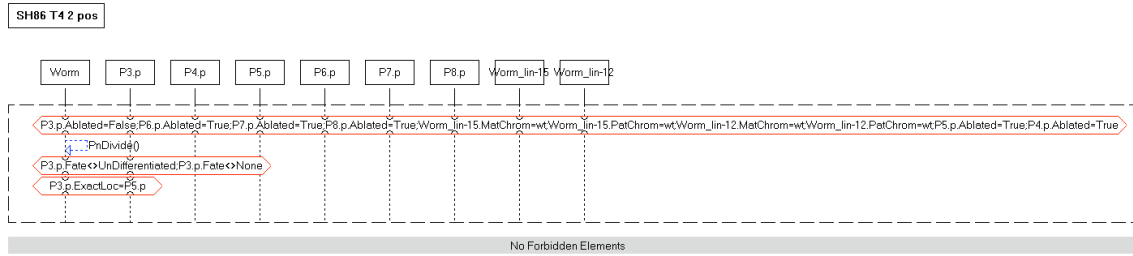 SH86 T4 2 pos
Worm P3.p P4.p P5.p P6.p P7.p P8.p Worm_lin-15 Worm_lin-12
P3.p.Ablated=False;P6.p.Ablated=True;P7.p.Ablated=True;P8.p.Ablated=True;Worm_lin-15.MatChrom=wt;Worm_lin-15.PatChrom=wt;Worm_lin-12.MatChrom=wt;Worm_lin-12.PatChrom=wt;P5.p.Ablated=True;P4.p.Ablated=True
PnDivide()
P3.p.Fate<>UnDifferentiated;P3.p.Fate<>None
P3.p.ExactLoc=P5.p
No Forbidden Elements